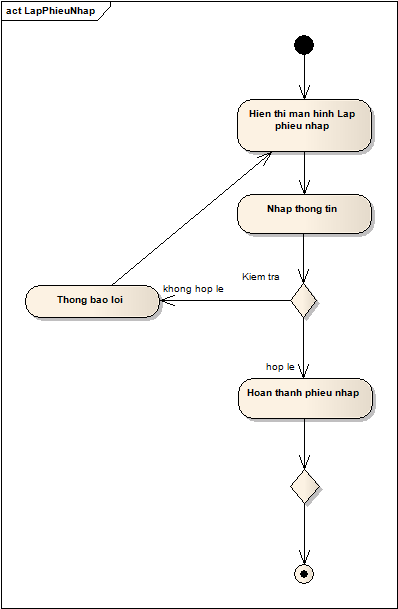 act LapPhieuNhap
Hien thi man hinh Lap
phieu nhap
Nhap thong tin
Kiem tra
khong hop le
Thong bao loi
hop le
Hoan thanh phieu nhap